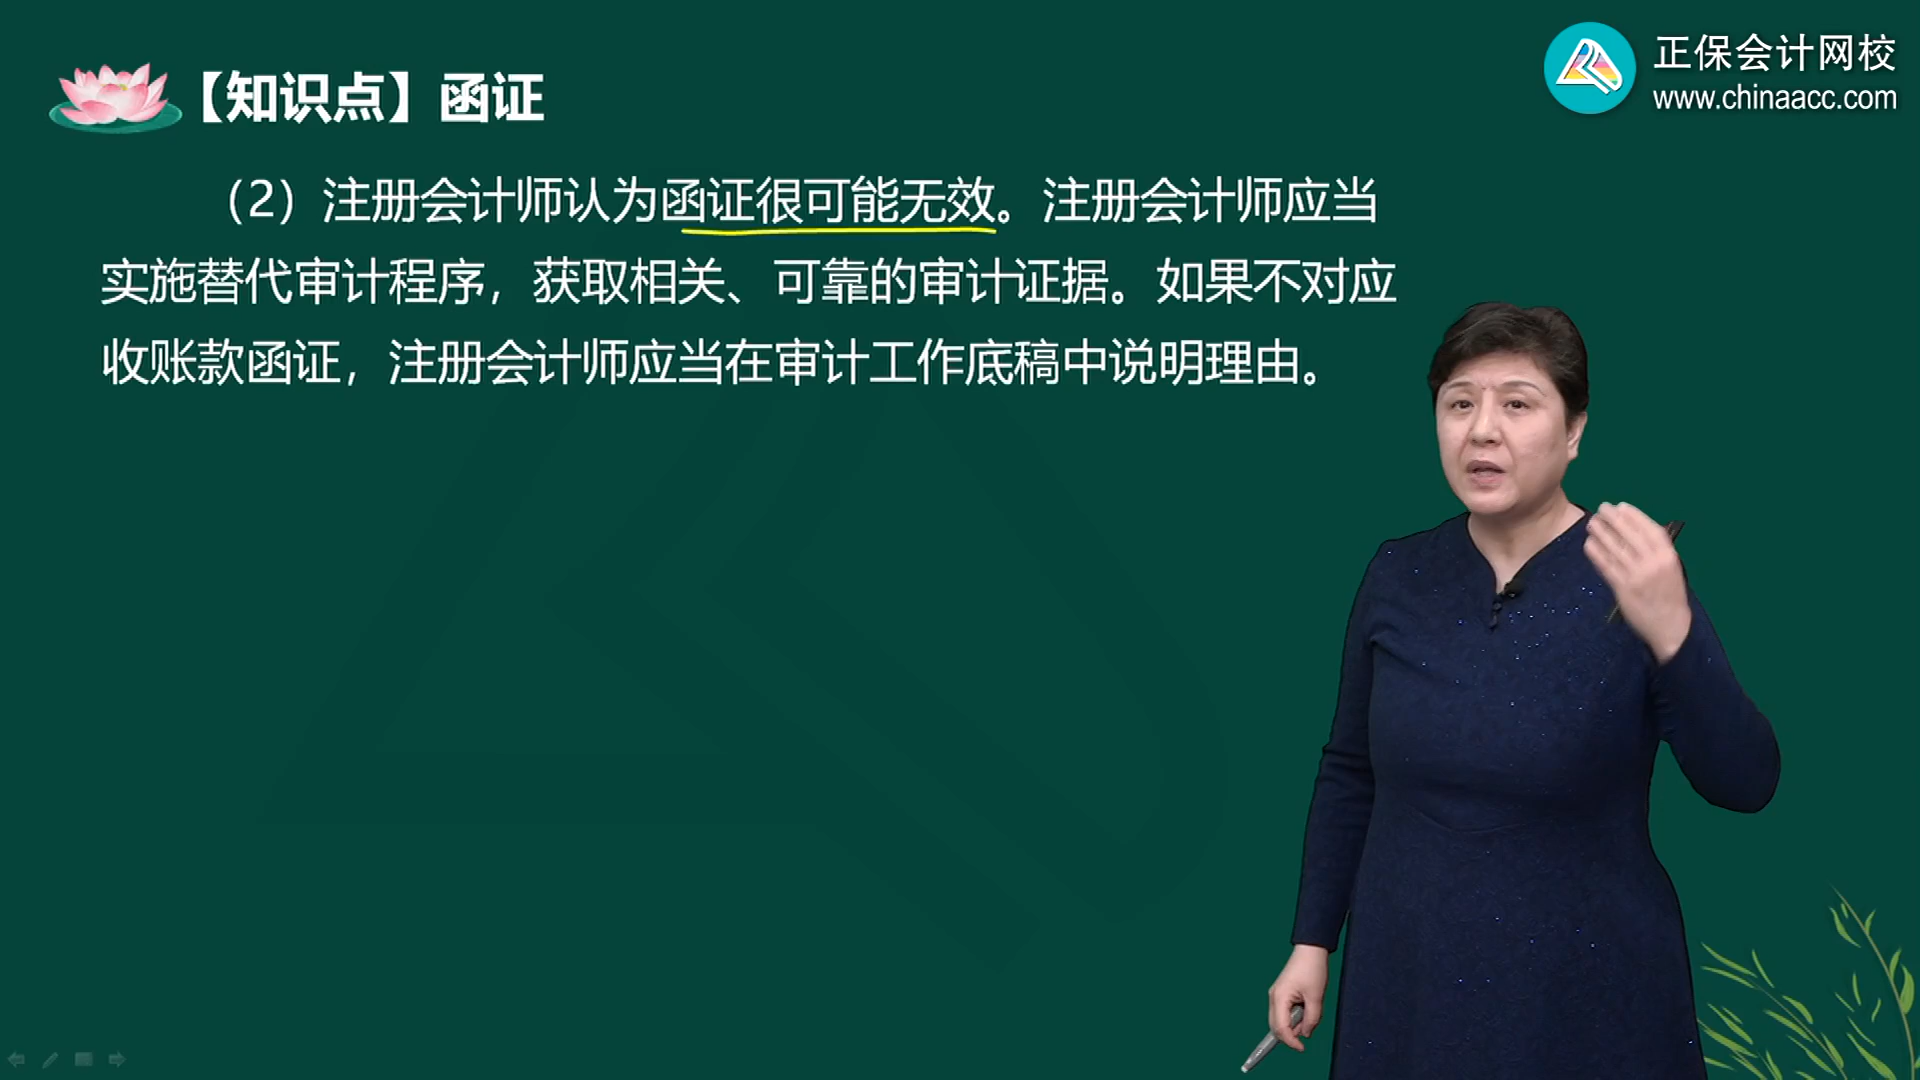 正保会计网校
www.chinaacc.com
【知识点】函证
（2）注册会计师认为函证很可能无效。注册会计师应当
实施替代审计程序，获取相关、可靠的审计证据。如果不对应
收账款函证，注册会计师应当在审计工作底稿中说明理由。